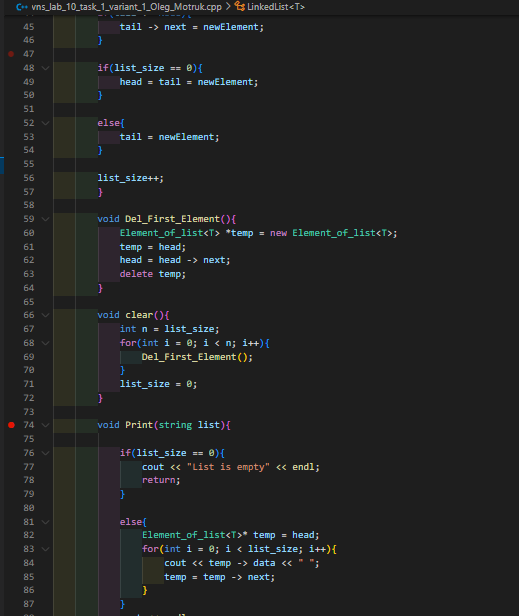 vns_lab_10_task_1_variant_1_Oleg_Motruk.cpp > LinkedList<T>
45 tail -> next = newElement;
46 }
47
48 if(list_size == 0){
49 head = tail = newElement;
50 }
51
52 else{
53 tail = newElement;
54 }
55
56 list_size++;
57 }
58
59 void Del_First_Element(){
60 Element_of_list<T> *temp = new Element_of_list<T>;
61 temp = head;
62 head = head -> next;
63 delete temp;
64 }
65
66 void clear(){
67 int n = list_size;
68 for(int i = 0; i < n; i++){
69 Del_First_Element();
70 }
71 list_size = 0;
72 }
73
74 void Print(string list){
75
76 if(list_size == 0){
77 cout << "List is empty" << endl;
78 return;
79 }
80
81 else{
82 Element_of_list<T>* temp = head;
83 for(int i = 0; i < list_size; i++){
84 cout << temp -> data << " ";
85 temp = temp -> next;
86 }
87 }